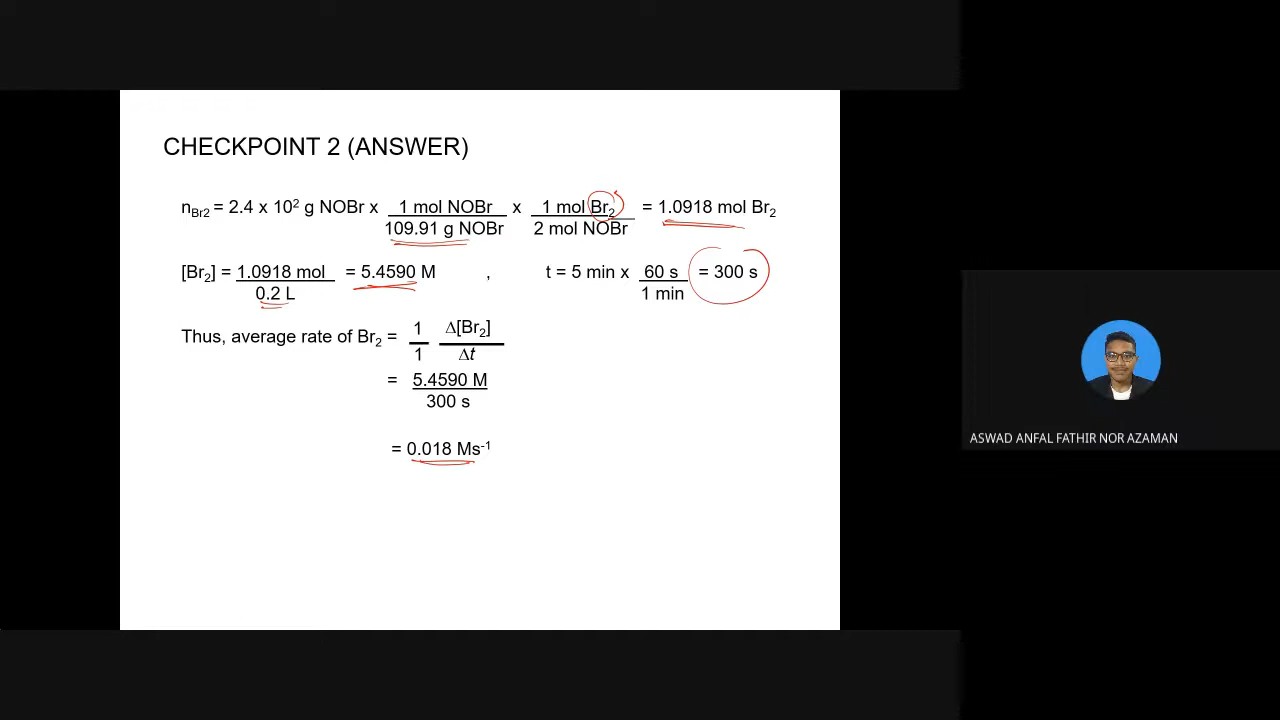 CHECKPOINT 2 (ANSWER)
n_Br2 = 2.4 x 10² g NOBr x 1 mol NOBr / 109.91 g NOBr x 1 mol Br₂ / 2 mol NOBr = 1.0918 mol Br₂
[Br₂] = 1.0918 mol / 0.2 L = 5.4590 M , t = 5 min x 60 s / 1 min = 300 s
Thus, average rate of Br₂ = 1/1 Δ[Br₂] / Δt
= 5.4590 M / 300 s
= 0.018 Ms⁻¹
ASWAD ANFAL FATHIR NOR AZAMAN